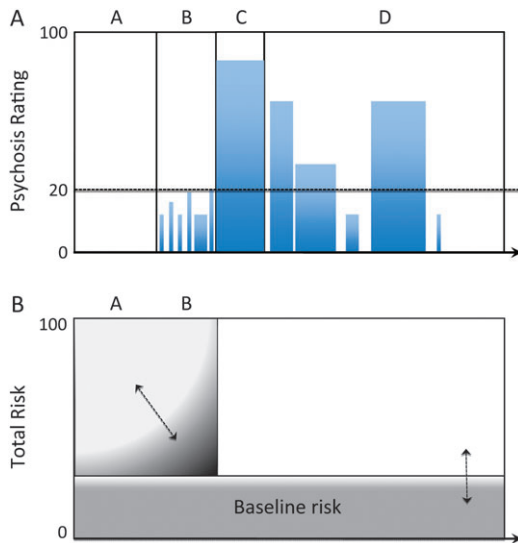 A
A B C D
100
Psychosis Rating
20
0
B
A B
100
Total Risk
Baseline risk
0